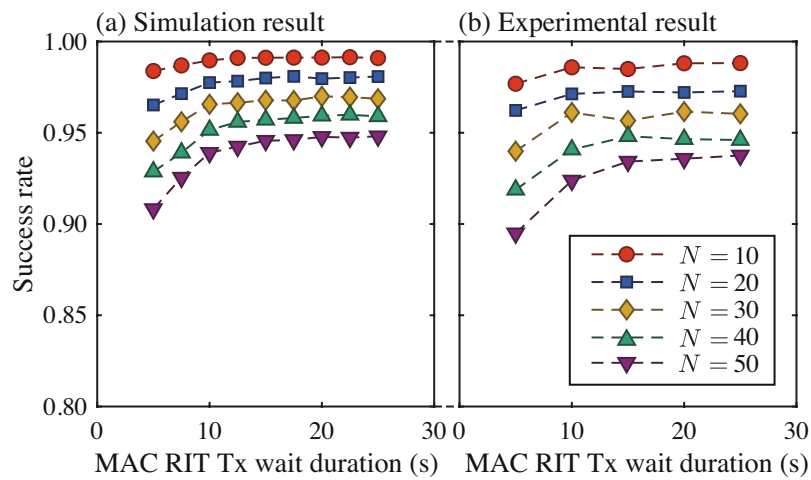 (a) Simulation result
(b) Experimental result
1.00
0.95
0.90
0.85
0.80
Success rate
N = 10
N = 20
N = 30
N = 40
N = 50
0 10 20 30 0 10 20 30
MAC RIT Tx wait duration (s) MAC RIT Tx wait duration (s)